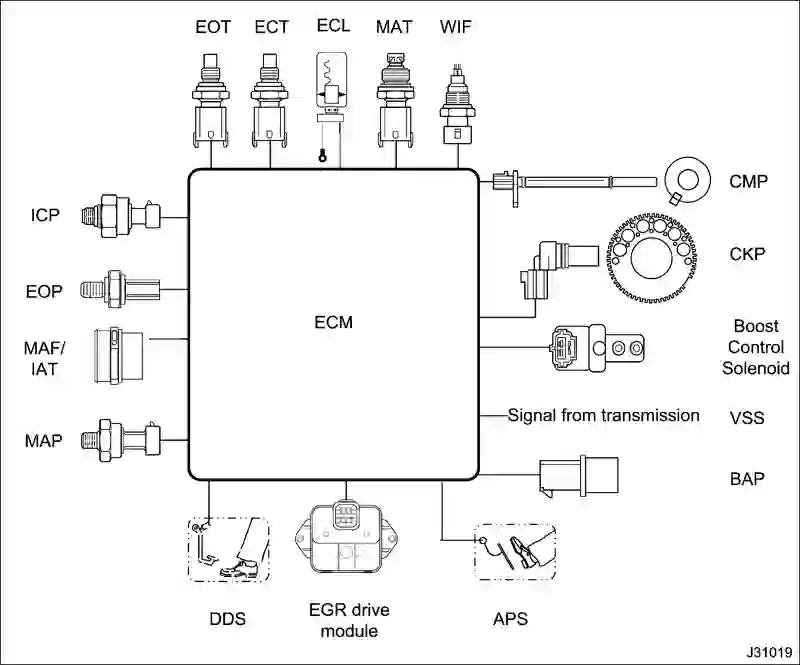 EOT ECT ECL MAT WIF
CMP
ICP
CKP
EOP
ECM
MAF/
IAT
Boost
Control
Solenoid
Signal from transmission VSS
MAP
BAP
DDS
EGR drive
module
APS
J31019